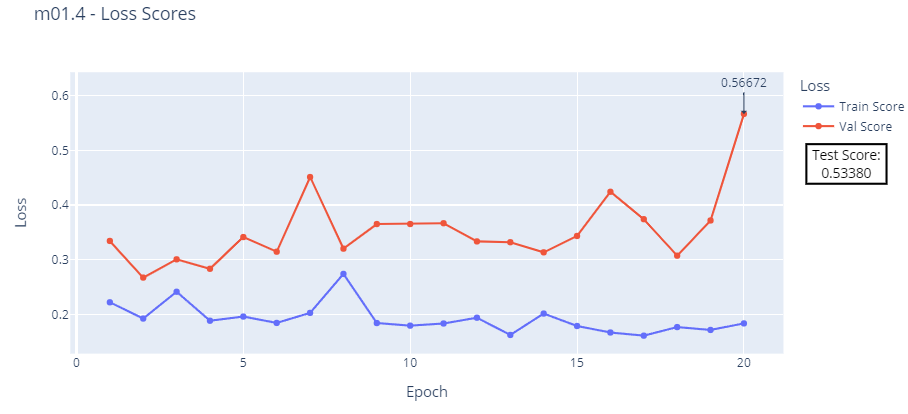 m01.4 - Loss Scores
0.56672
Loss
Train Score
Val Score
Test Score:
0.53380
0.6
0.5
0.4
0.3
0.2
Loss
0
5
10
15
20
Epoch